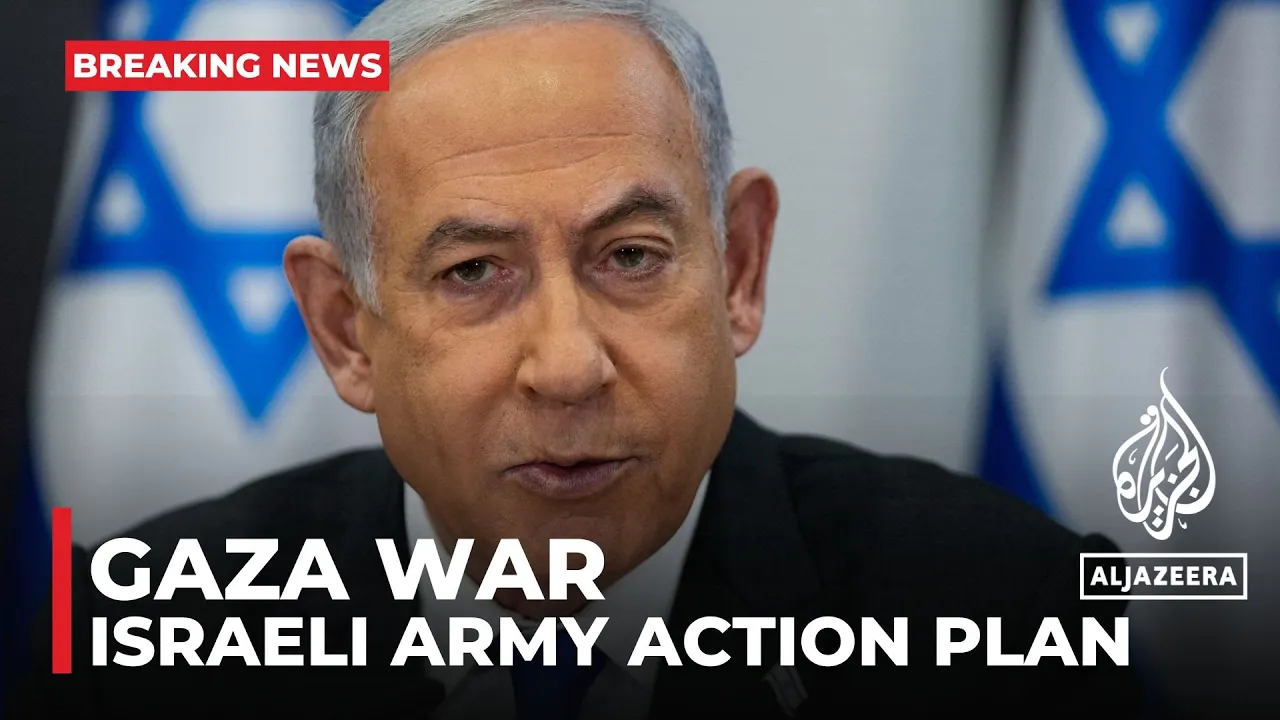 BREAKING NEWS
GAZA WAR
ISRAELI ARMY ACTION PLAN
الجزيرة
ALJAZEERA